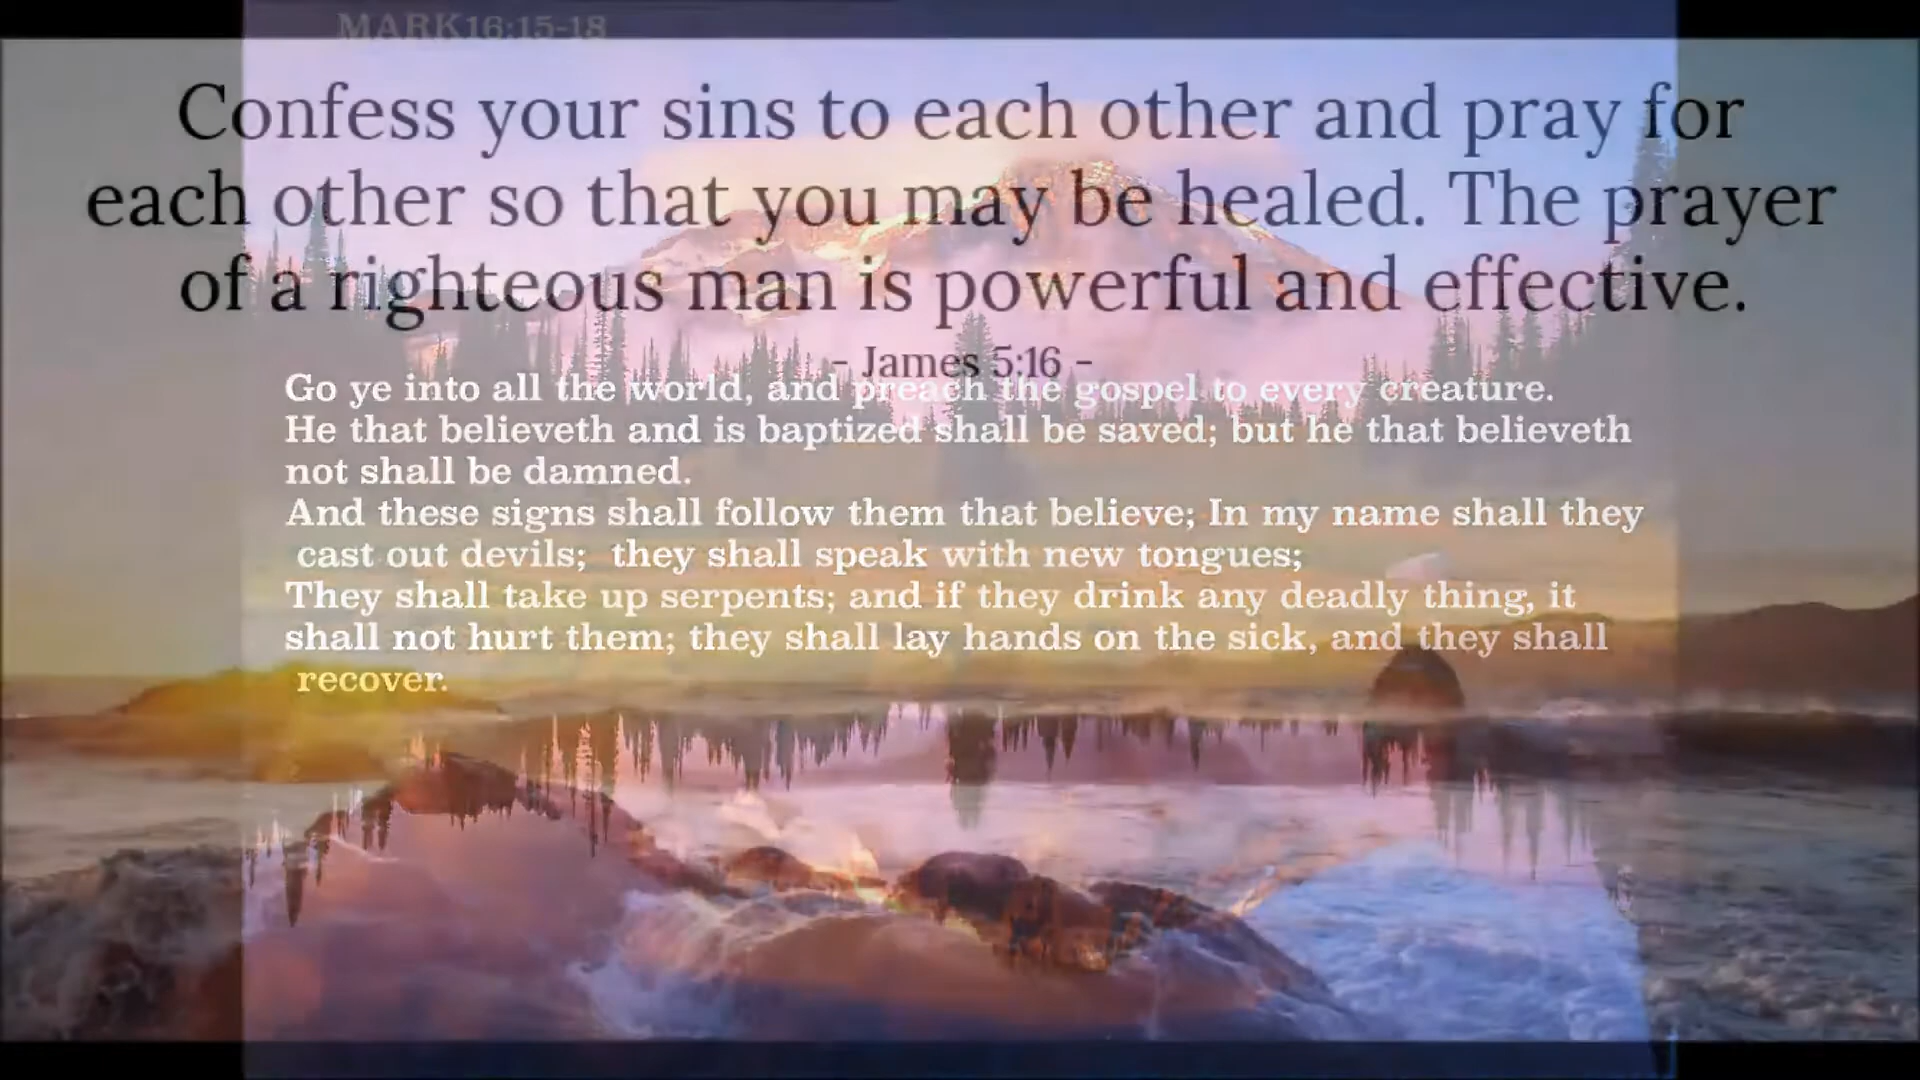 MARK16:15-18
Confess your sins to each other and pray for
each other so that you may be healed. The prayer
of a righteous man is powerful and effective.
- James 5:16 -
Go ye into all the world, and preach the gospel to every creature.
He that believeth and is baptized shall be saved; but he that believeth
not shall be damned.
And these signs shall follow them that believe; In my name shall they
cast out devils; they shall speak with new tongues;
They shall take up serpents; and if they drink any deadly thing, it
shall not hurt them; they shall lay hands on the sick, and they shall
recover.